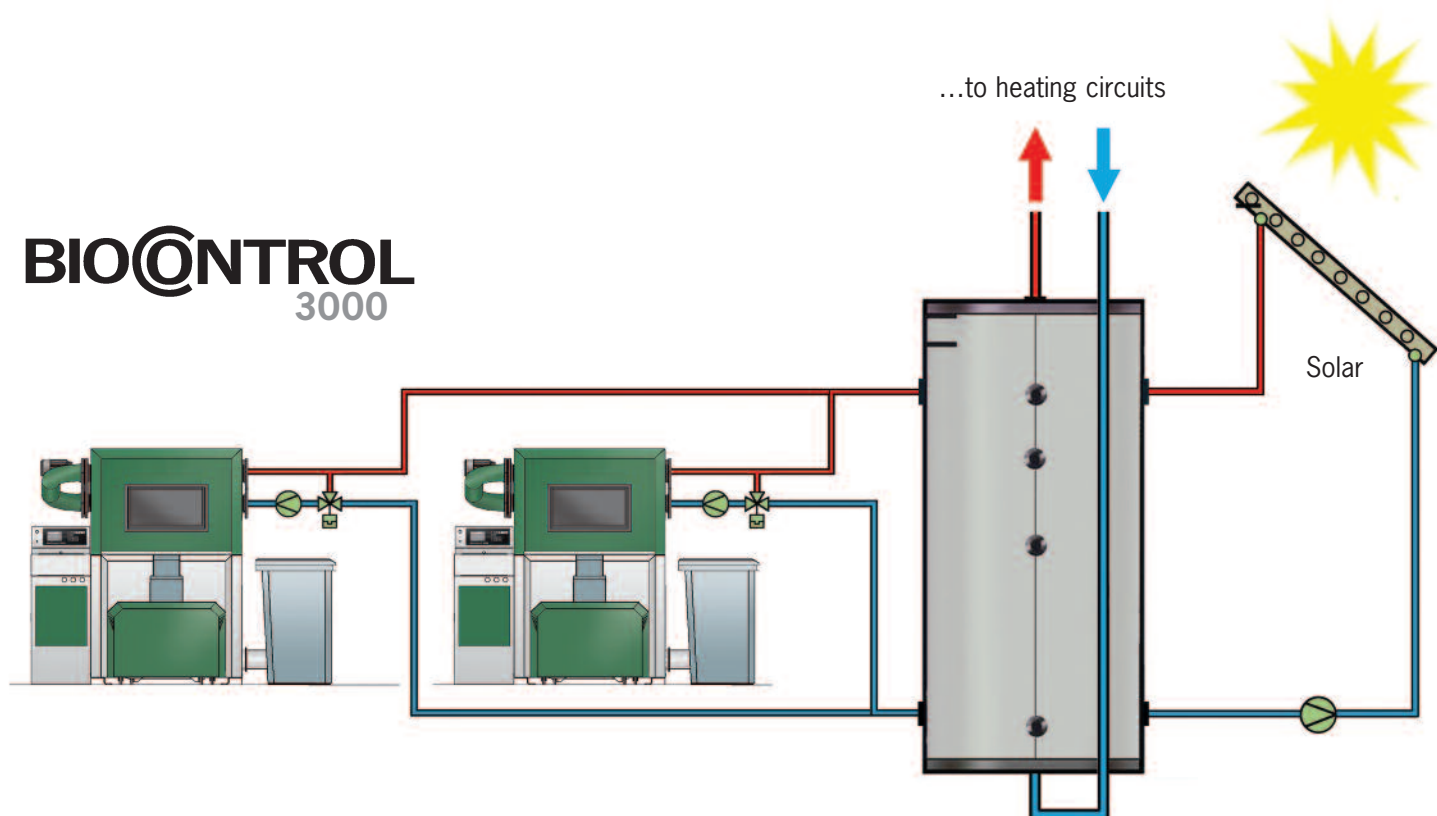 …to heating circuits
BIOCONTROL
3000
Solar